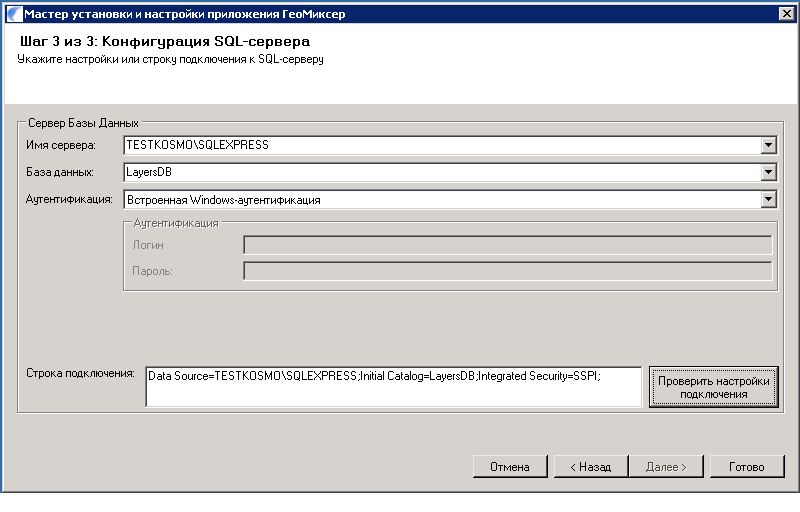 Мастер установки и настройки приложения ГеоМиксер
Шаг 3 из 3: Конфигурация SQL-сервера
Укажите настройки или строку подключения к SQL-серверу
Сервер Базы Данных
Имя сервера: TESTKOSMO\SQLEXPRESS
База данных: LayersDB
Аутентификация: Встроенная Windows-аутентификация
Аутентификация
Логин
Пароль:
Строка подключения: Data Source=TESTKOSMO\SQLEXPRESS;Initial Catalog=LayersDB;Integrated Security=SSPI;
Проверить настройки
подключения
Отмена < Назад Далее > Готово